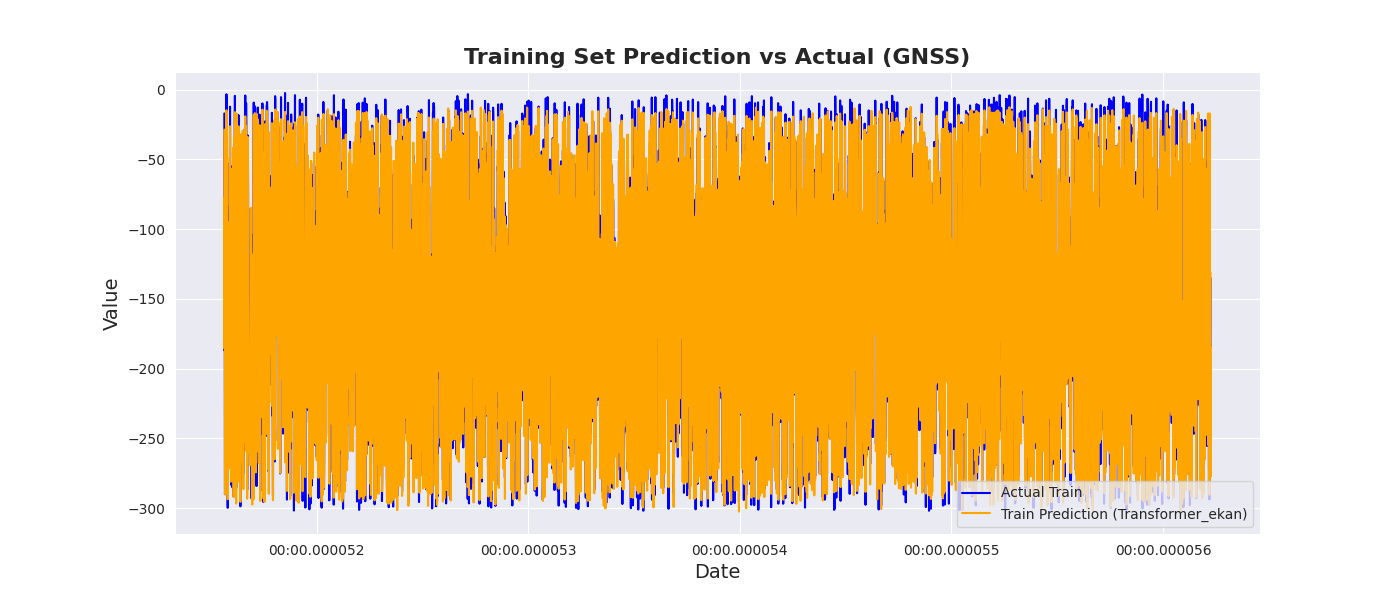 Training Set Prediction vs Actual (GNSS)
0
−50
−100
−150
−200
−250
−300
Value
Actual Train
Train Prediction (Transformer_ekan)
00:00.000052
00:00.000053
00:00.000054
00:00.000055
00:00.000056
Date